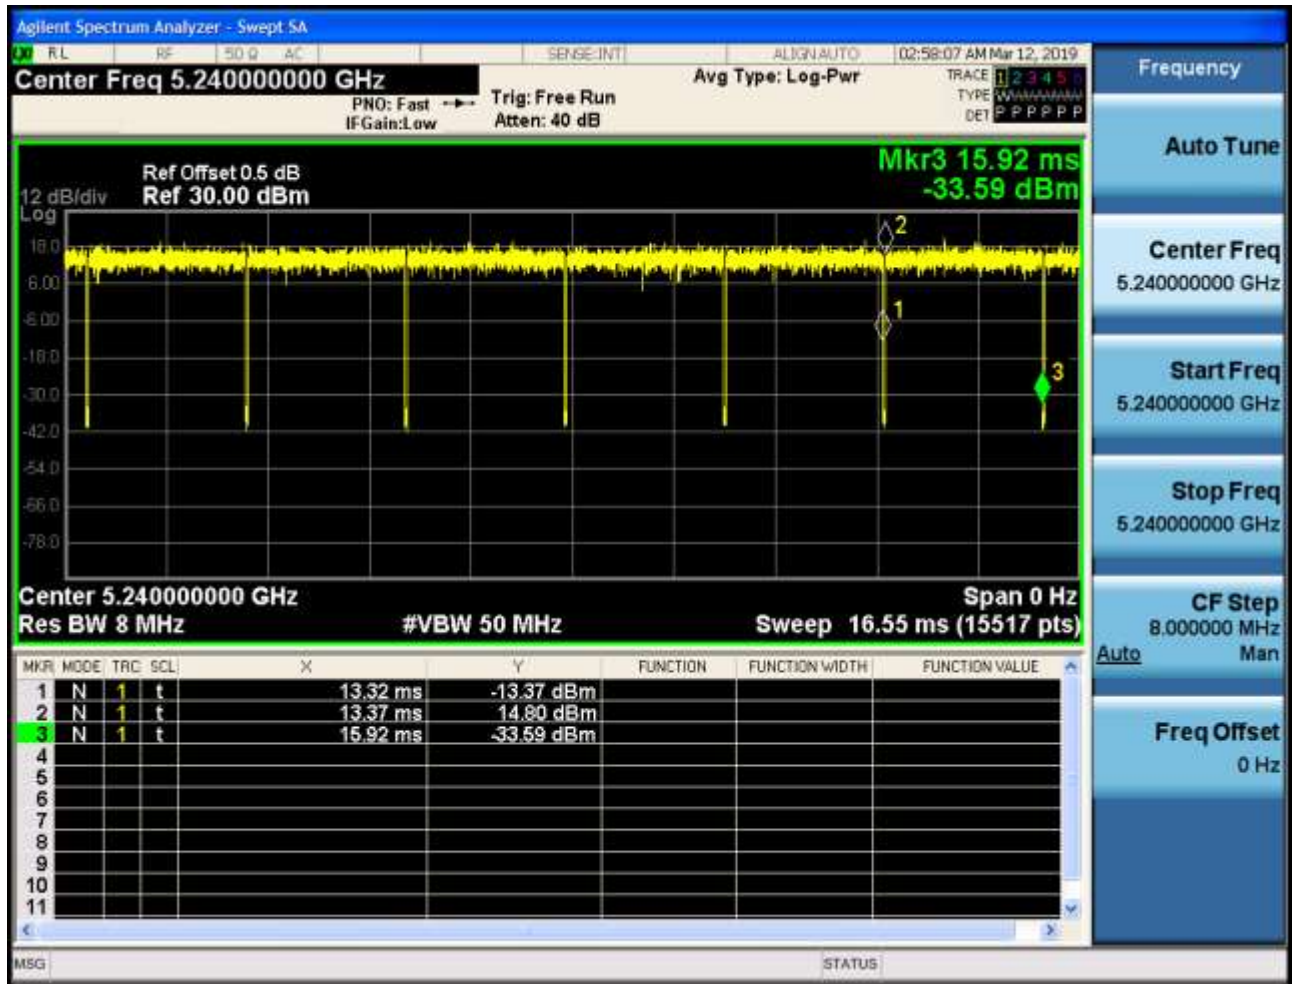 Agilent Spectrum Analyzer - Swept SA
RL RF 50 Ω AC SENSE:INT ALIGN AUTO 02:58:07 AM Mar 12, 2019
Center Freq 5.240000000 GHz
PNO: Fast
IFGain:Low
Trig: Free Run
Atten: 40 dB
Avg Type: Log-Pwr
TRACE 1 2 3 4 5 6
TYPE
DET P P P P P P
Frequency
Mkr3 15.92 ms
-33.59 dBm
Ref Offset 0.5 dB
12 dB/div Ref 30.00 dBm
Log
18.0
6.00
-6.00
-18.0
-30.0
-42.0
-54.0
-66.0
-78.0
2
1
3
Center 5.240000000 GHz Span 0 Hz
Res BW 8 MHz #VBW 50 MHz Sweep 16.55 ms (15517 pts)
MKR MODE TRC SCL X Y FUNCTION FUNCTION WIDTH FUNCTION VALUE
1 N 1 t 13.32 ms -13.37 dBm
2 N 1 t 13.37 ms 14.80 dBm
3 N 1 t 15.92 ms -33.59 dBm
4
5
6
7
8
9
10
11
MSG STATUS
Auto Tune
Center Freq
5.240000000 GHz
Start Freq
5.240000000 GHz
Stop Freq
5.240000000 GHz
CF Step
8.000000 MHz
Auto Man
Freq Offset
0 Hz